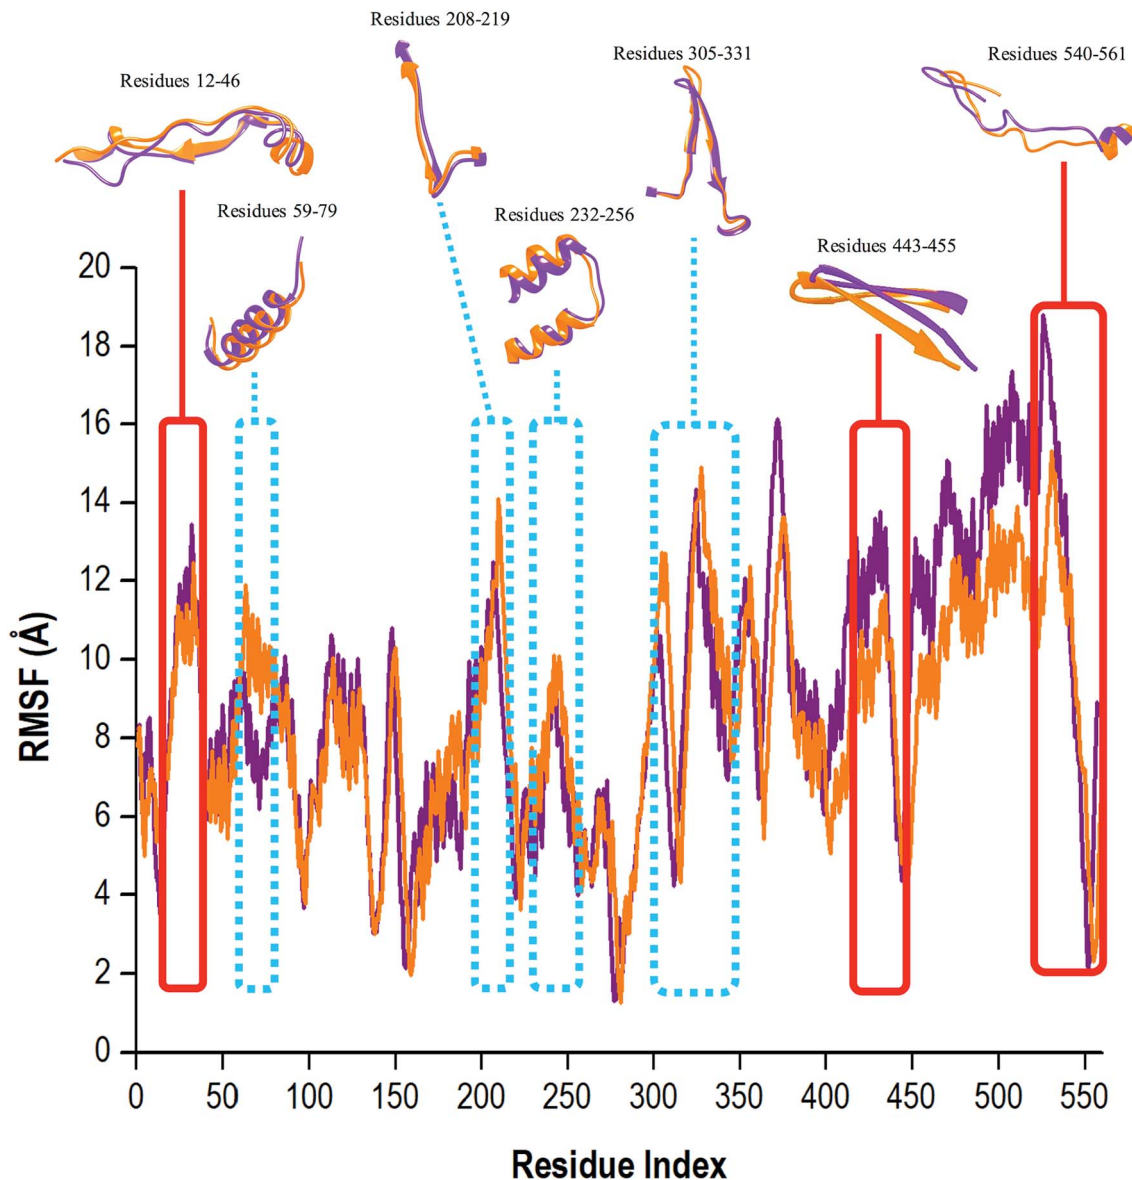 Residues 208-219
Residues 305-331
Residues 540-561
Residues 12-46
Residues 59-79
Residues 232-256
Residues 443-455
20
18
16
14
12
10
8
6
4
2
0
RMSF (Å)
0 50 100 150 200 250 300 350 400 450 500 550
Residue Index